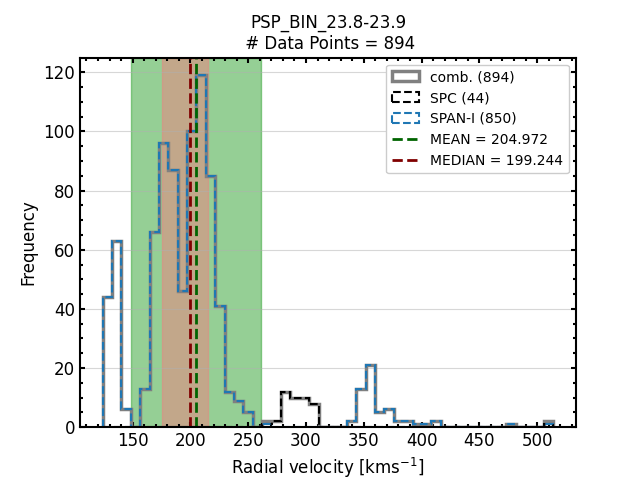 PSP_BIN_23.8-23.9
# Data Points = 894
comb. (894)
SPC (44)
SPAN-I (850)
MEAN = 204.972
MEDIAN = 199.244
Frequency
120
100
80
60
40
20
0
150 200 250 300 350 400 450 500
Radial velocity [kms⁻¹]